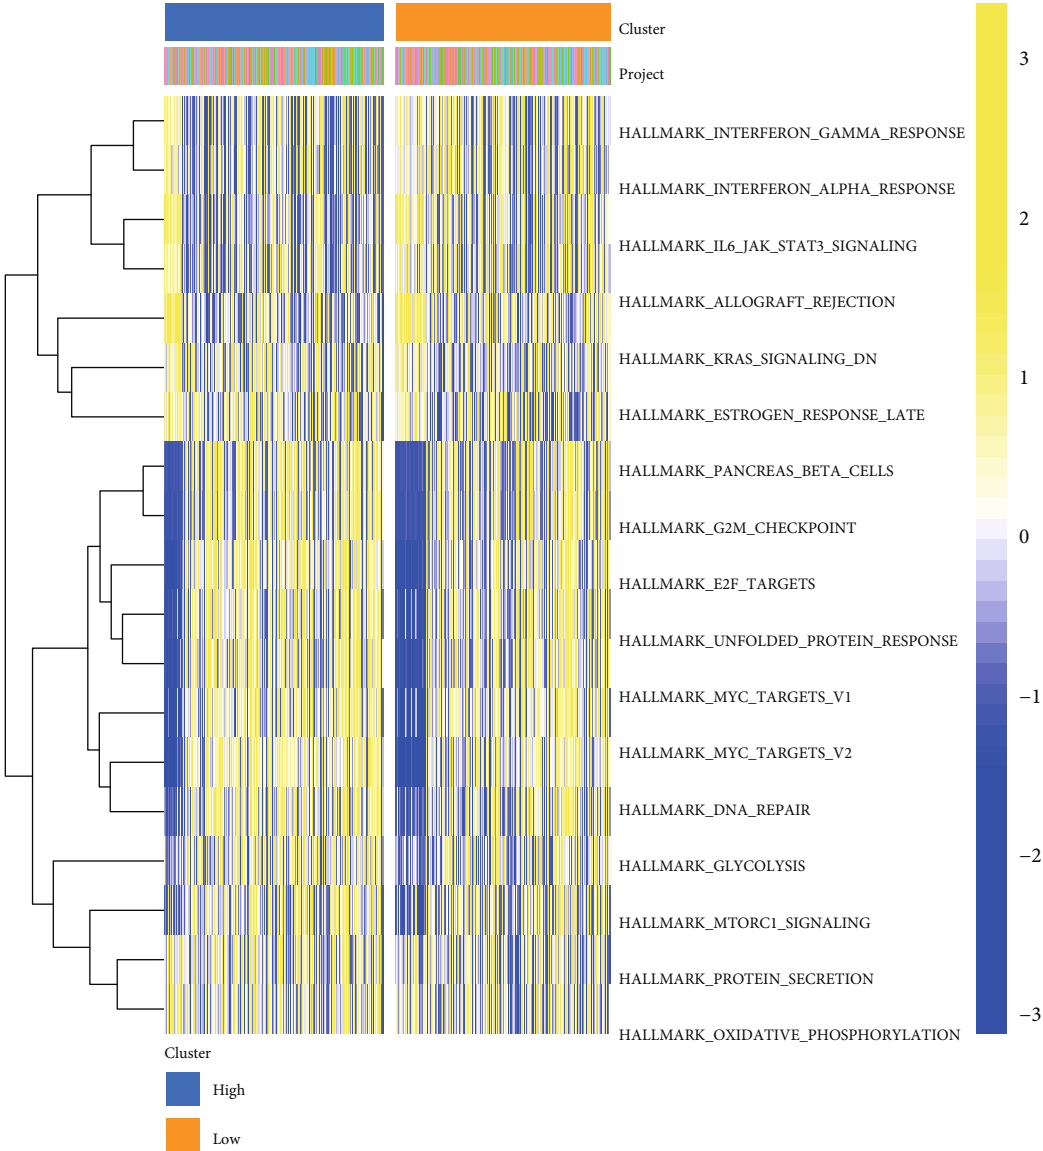 Cluster
Project
3
2
1
0
−1
−2
−3
HALLMARK_INTERFERON_GAMMA_RESPONSE
HALLMARK_INTERFERON_ALPHA_RESPONSE
HALLMARK_IL6_JAK_STAT3_SIGNALING
HALLMARK_ALLOGRAFT_REJECTION
HALLMARK_KRAS_SIGNALING_DN
HALLMARK_ESTROGEN_RESPONSE_LATE
HALLMARK_PANCREAS_BETA_CELLS
HALLMARK_G2M_CHECKPOINT
HALLMARK_E2F_TARGETS
HALLMARK_UNFOLDED_PROTEIN_RESPONSE
HALLMARK_MYC_TARGETS_V1
HALLMARK_MYC_TARGETS_V2
HALLMARK_DNA_REPAIR
HALLMARK_GLYCOLYSIS
HALLMARK_MTORC1_SIGNALING
HALLMARK_PROTEIN_SECRETION
HALLMARK_OXIDATIVE_PHOSPHORYLATION
Cluster
High
Low